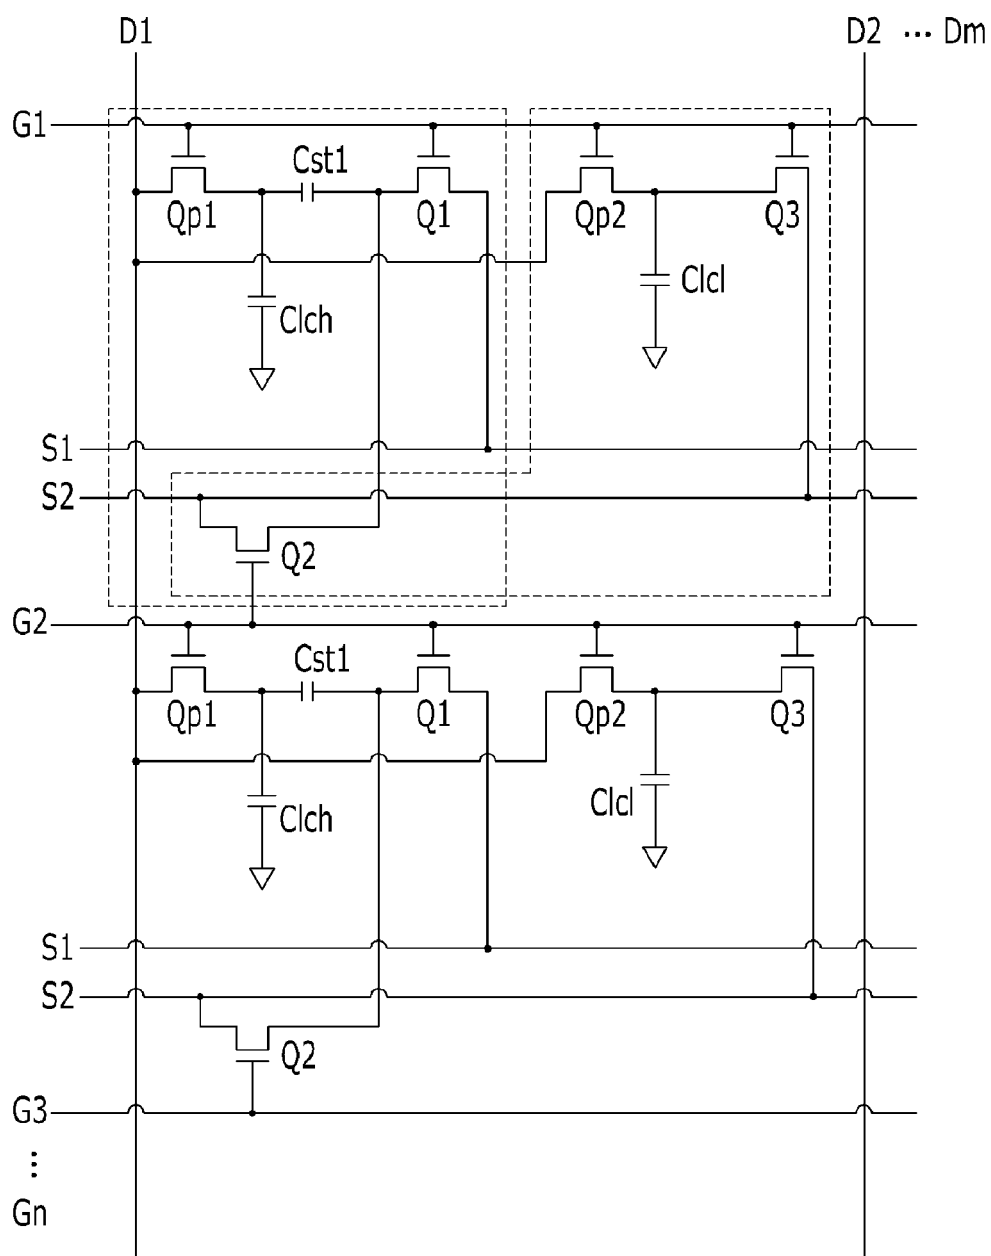 D1 D2 ··· Dm
G1
Cst1
Qp1 Q1 Qp2 Q3
Clcl
Clch
S1
S2
Q2
G2
Cst1
Qp1 Q1 Qp2 Q3
Clcl
Clch
S1
S2
Q2
G3
⋮
Gn